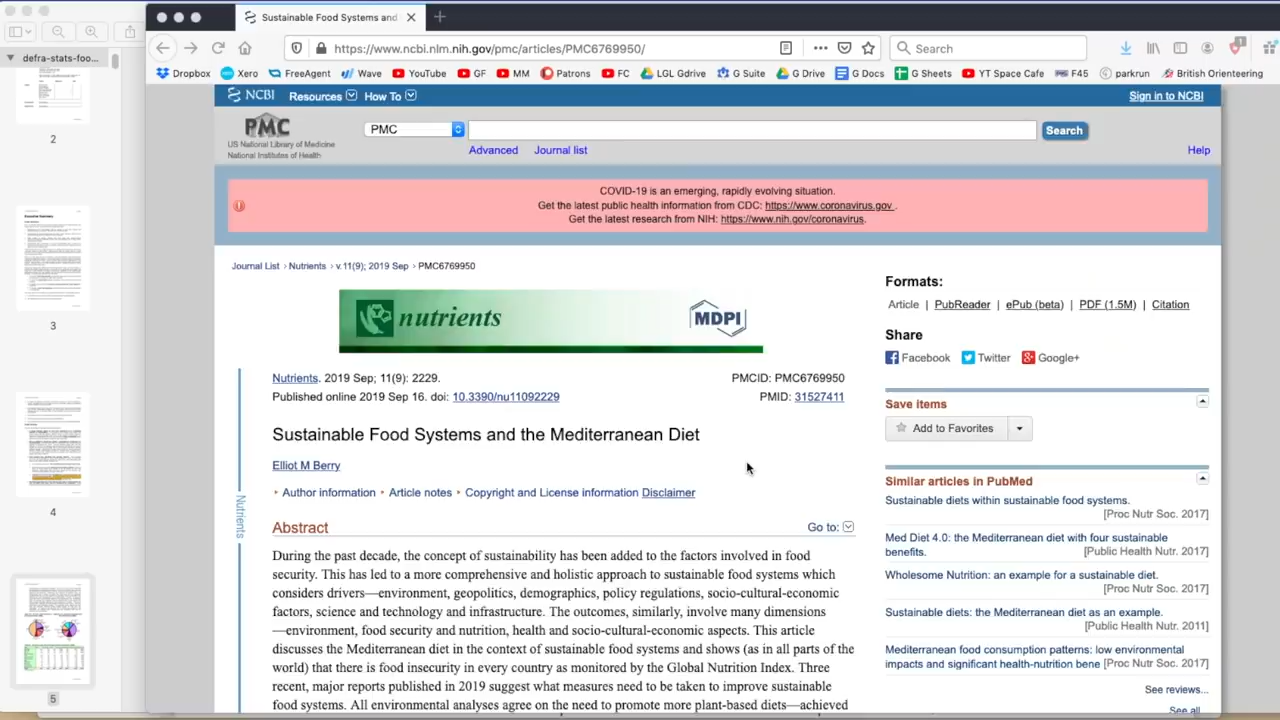 defra-stats-foo...
2
3
4
5
Sustainable Food Systems and
https://www.ncbi.nlm.nih.gov/pmc/articles/PMC6769950/
Search
Dropbox Xero FreeAgent Wave YouTube CF MM Patrons FC LGL Gdrive G Suite G Drive G Docs G Sheets YT Space Cafe F45 parkrun British Orienteering
NCBI Resources How To Sign in to NCBI
PMC
US National Library of Medicine
National Institutes of Health
PMC Search
Advanced Journal list Help
COVID-19 is an emerging, rapidly evolving situation.
Get the latest public health information from CDC: https://www.coronavirus.gov .
Get the latest research from NIH: https://www.nih.gov/coronavirus.
Journal List > Nutrients > v.11(9); 2019 Sep > PMC6769950
nutrients MDPI
Nutrients. 2019 Sep; 11(9): 2229. PMCID: PMC6769950
Published online 2019 Sep 16. doi: 10.3390/nu11092229 PMID: 31527411
Sustainable Food Systems and the Mediterranean Diet
Elliot M Berry
Author information Article notes Copyright and License information Disclaimer
Nutrients
Abstract Go to:
During the past decade, the concept of sustainability has been added to the factors involved in food
security. This has led to a more comprehensive and holistic approach to sustainable food systems which
considers drivers—environment, geopolitics, demographics, policy regulations, socio-cultural-economic
factors, science and technology and infrastructure. The outcomes, similarly, involve many dimensions
—environment, food security and nutrition, health and socio-cultural-economic aspects. This article
discusses the Mediterranean diet in the context of sustainable food systems and shows (as in all parts of the
world) that there is food insecurity in every country as monitored by the Global Nutrition Index. Three
recent, major reports published in 2019 suggest what measures need to be taken to improve sustainable
food systems. All environmental analyses agree on the need to promote more plant-based diets—achieved
Formats:
Article | PubReader | ePub (beta) | PDF (1.5M) | Citation
Share
Facebook Twitter Google+
Save items
Add to Favorites
Similar articles in PubMed
Sustainable diets within sustainable food systems.
[Proc Nutr Soc. 2017]
Med Diet 4.0: the Mediterranean diet with four sustainable
benefits. [Public Health Nutr. 2017]
Wholesome Nutrition: an example for a sustainable diet.
[Proc Nutr Soc. 2017]
Sustainable diets: the Mediterranean diet as an example.
[Public Health Nutr. 2011]
Mediterranean food consumption patterns: low environmental
impacts and significant health-nutrition bene [Proc Nutr Soc. 2017]
See reviews...
See all